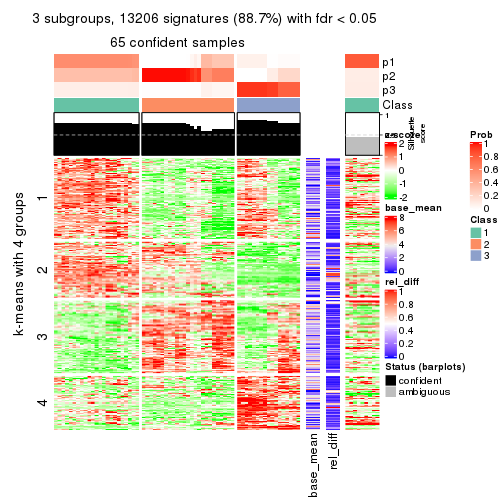 3 subgroups, 13206 signatures (88.7%) with fdr < 0.05
65 confident samples
p1
p2
p3
Class
1
Silhouette
score
k-means with 4 groups
1
2
3
4
base_mean
rel_diff
z-score
2
1
0
-1
-2
base_mean
8
6
4
2
0
rel_diff
1
0.8
0.6
0.4
0.2
0
Status (barplots)
confident
ambiguous
Prob
1
0.8
0.6
0.4
0.2
0
Class
1
2
3